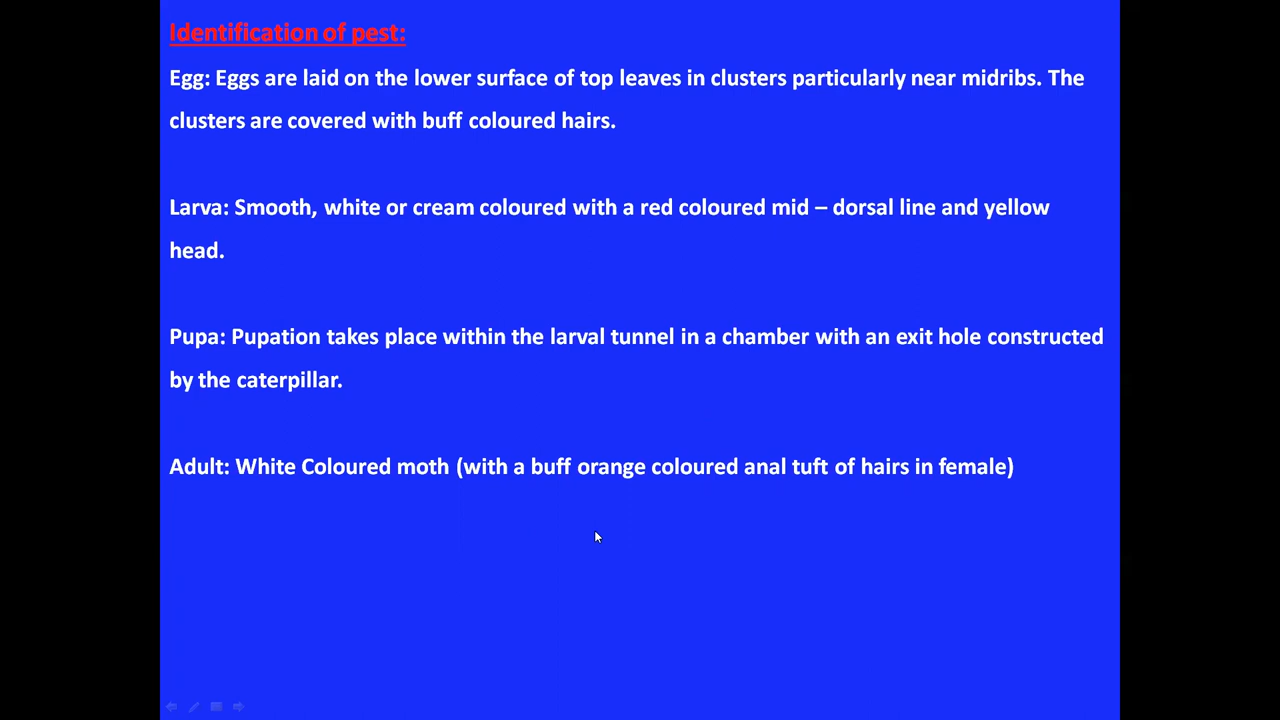 Identification of pest:
Egg: Eggs are laid on the lower surface of top leaves in clusters particularly near midribs. The
clusters are covered with buff coloured hairs.
Larva: Smooth, white or cream coloured with a red coloured mid – dorsal line and yellow
head.
Pupa: Pupation takes place within the larval tunnel in a chamber with an exit hole constructed
by the caterpillar.
Adult: White Coloured moth (with a buff orange coloured anal tuft of hairs in female)